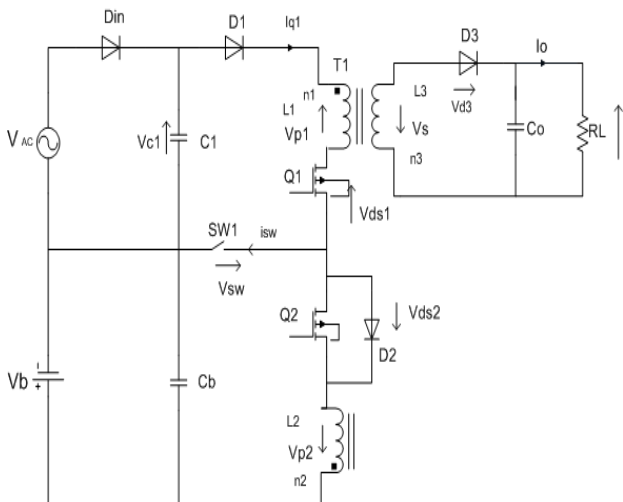 Din
D1
Iq1
T1
D3
Io
n1
L1
Vp1
L3
Vs
n3
Vd3
Co
RL
V AC
Vc1
C1
Q1
Vds1
SW1
isw
Vsw
Q2
Vds2
D2
Vb
-
+
Cb
L2
Vp2
n2